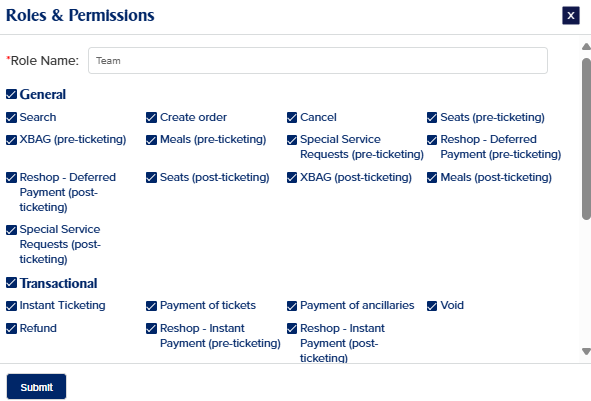 Roles & Permissions
X
*Role Name: Team
General
Search Create order Cancel Seats (pre-ticketing)
XBAG (pre-ticketing) Meals (pre-ticketing) Special Service Reshop - Deferred
Requests (pre-ticketing) Payment (pre-ticketing)
Reshop - Deferred Seats (post-ticketing) XBAG (post-ticketing) Meals (post-ticketing)
Payment (post-
ticketing)
Special Service
Requests (post-
ticketing)
Transactional
Instant Ticketing Payment of tickets Payment of ancillaries Void
Refund Reshop - Instant Reshop - Instant
Payment (pre-ticketing) Payment (post-
ticketing)
Submit